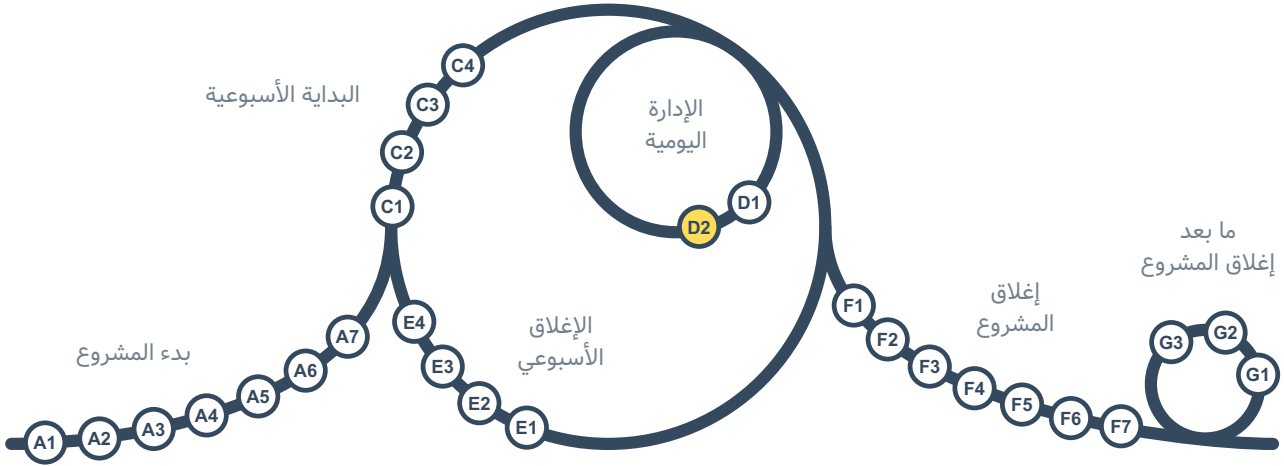 بدء المشروع
A1
A2
A3
A4
A5
A6
A7
البداية الأسبوعية
C1
C2
C3
C4
الإدارة
اليومية
D1
D2
الإغلاق
الأسبوعي
E1
E2
E3
E4
إغلاق
المشروع
F1
F2
F3
F4
F5
F6
F7
ما بعد
إغلاق المشروع
G1
G2
G3